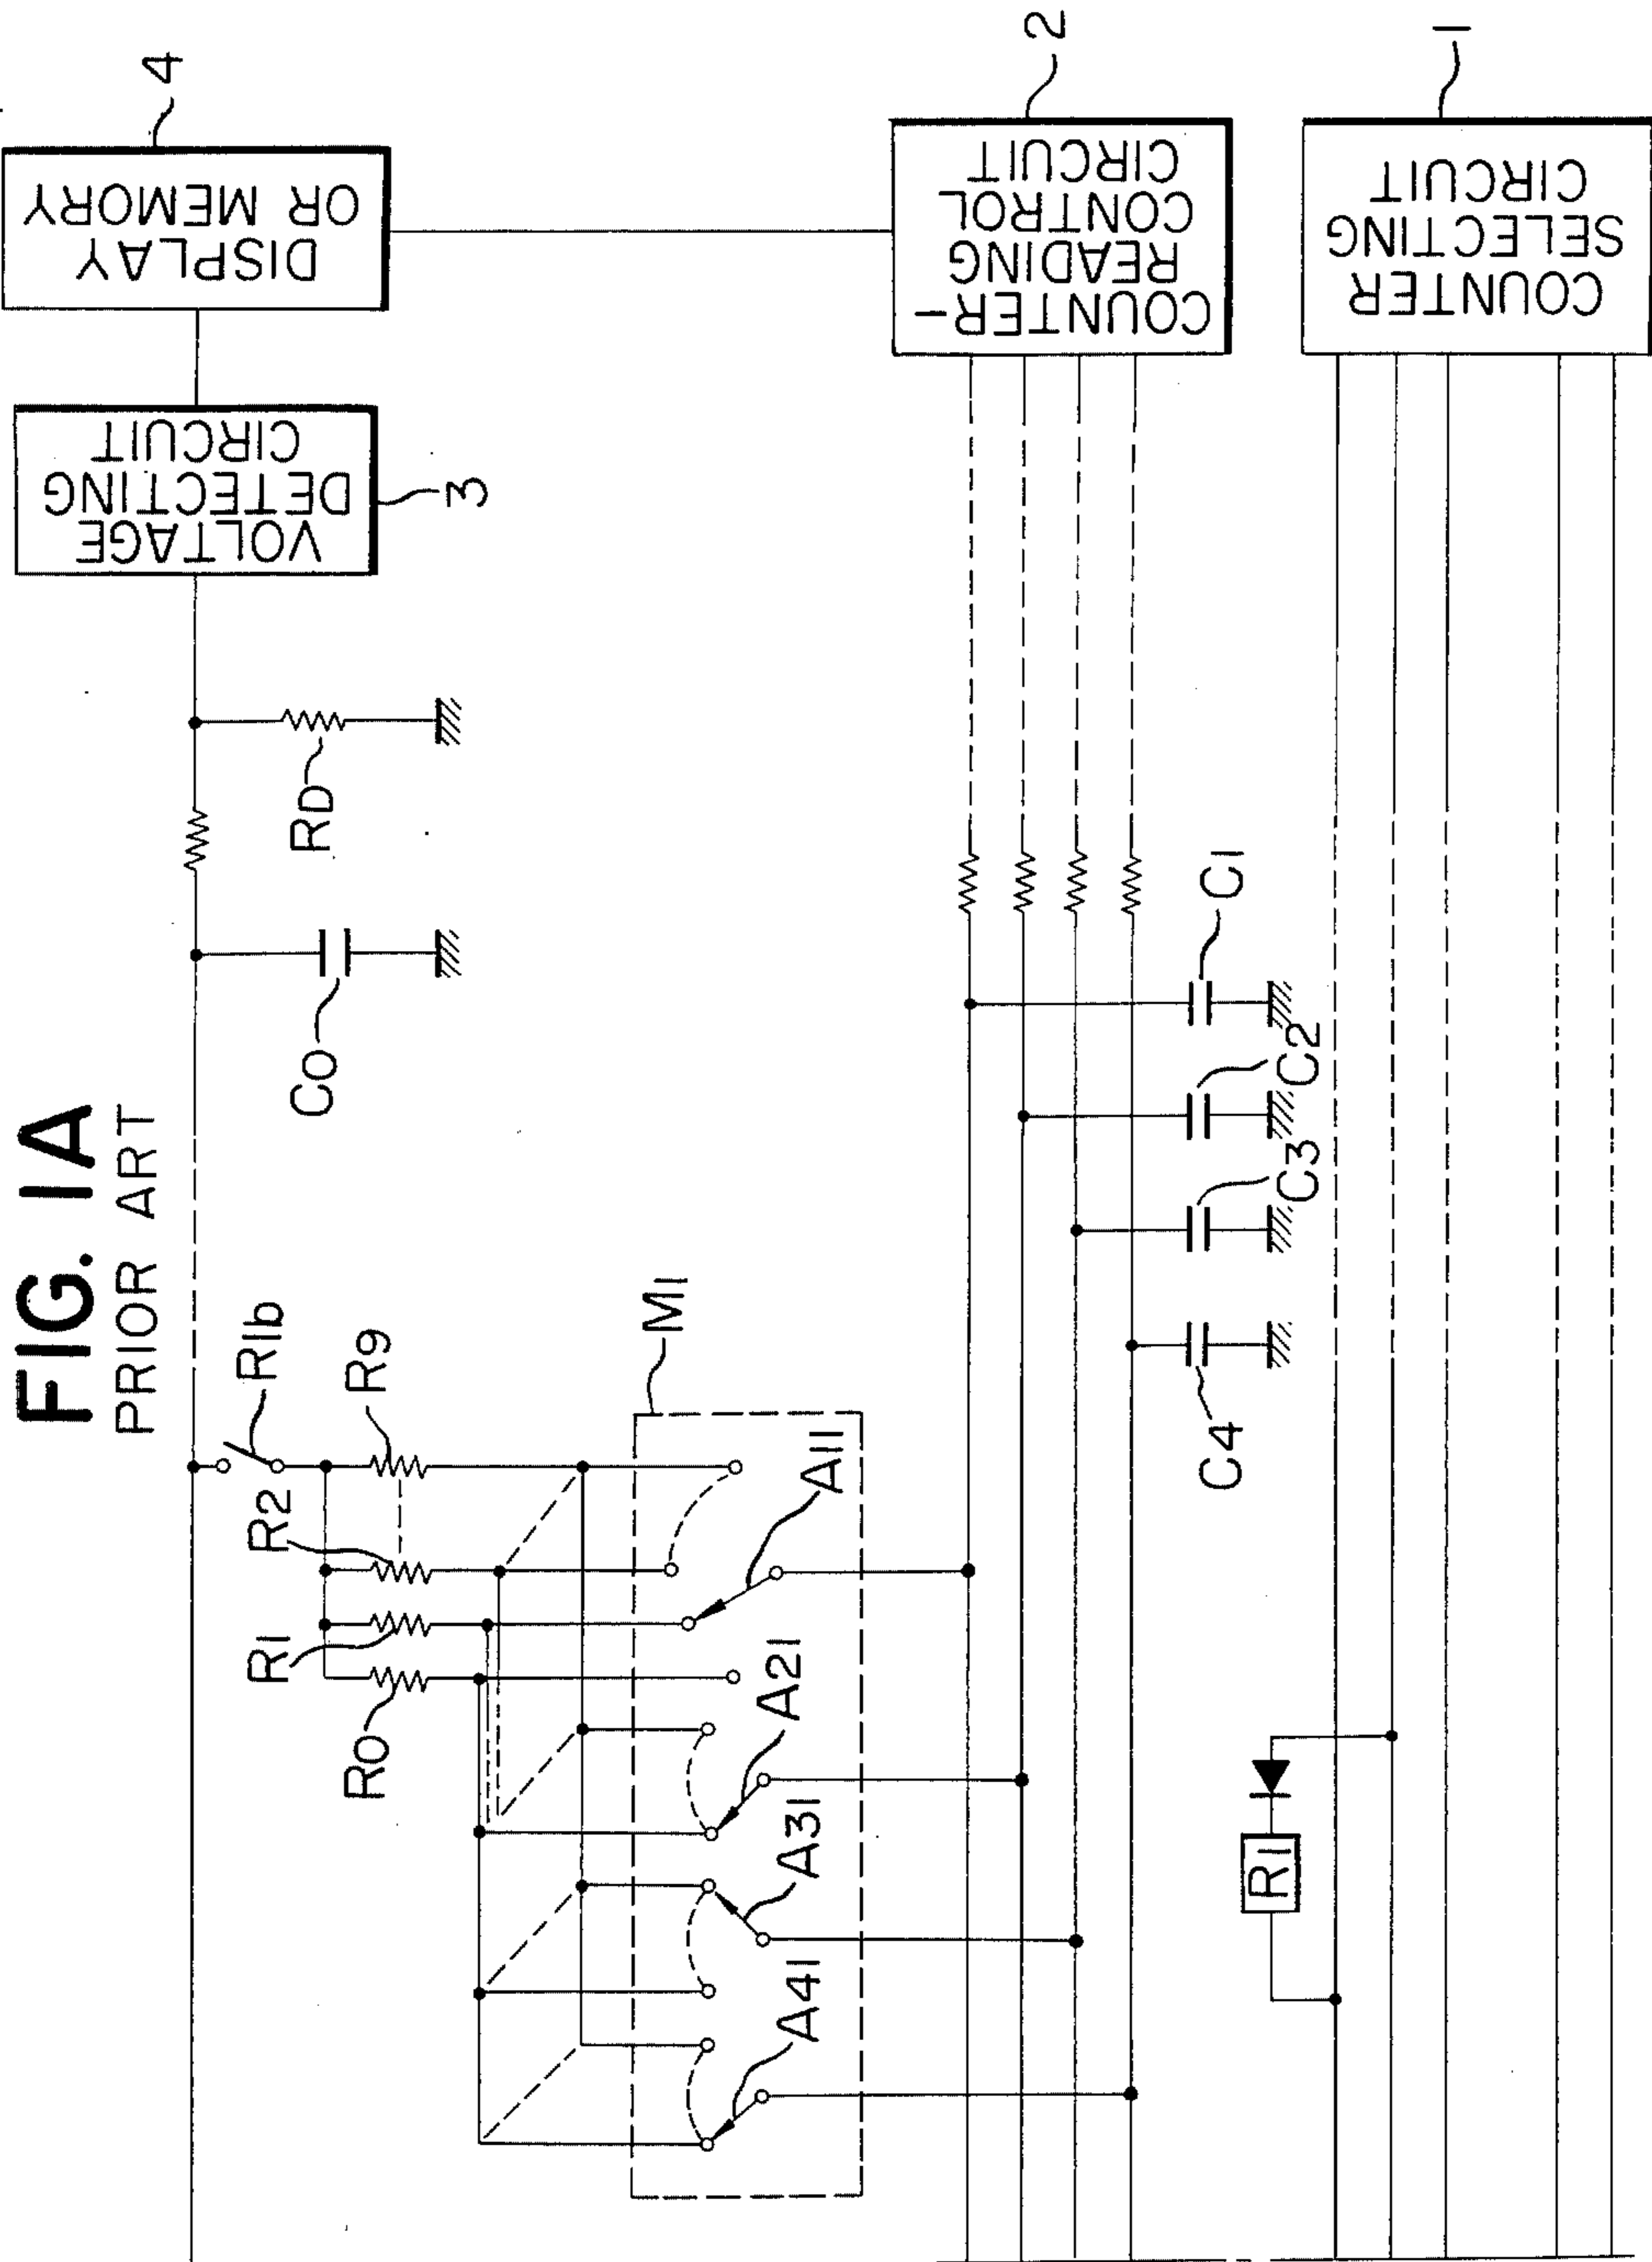 FIG. 1A
PRIOR ART
4
DISPLAY
OR MEMORY
VOLTAGE
DETECTING
CIRCUIT
3
RD
C0
R1b
R9
R2
R1
R0
M1
A11
A21
A31
A41
2
COUNTER-
READING
CONTROL
CIRCUIT
C1
C2
C3
C4
1
COUNTER
SELECTING
CIRCUIT
R1